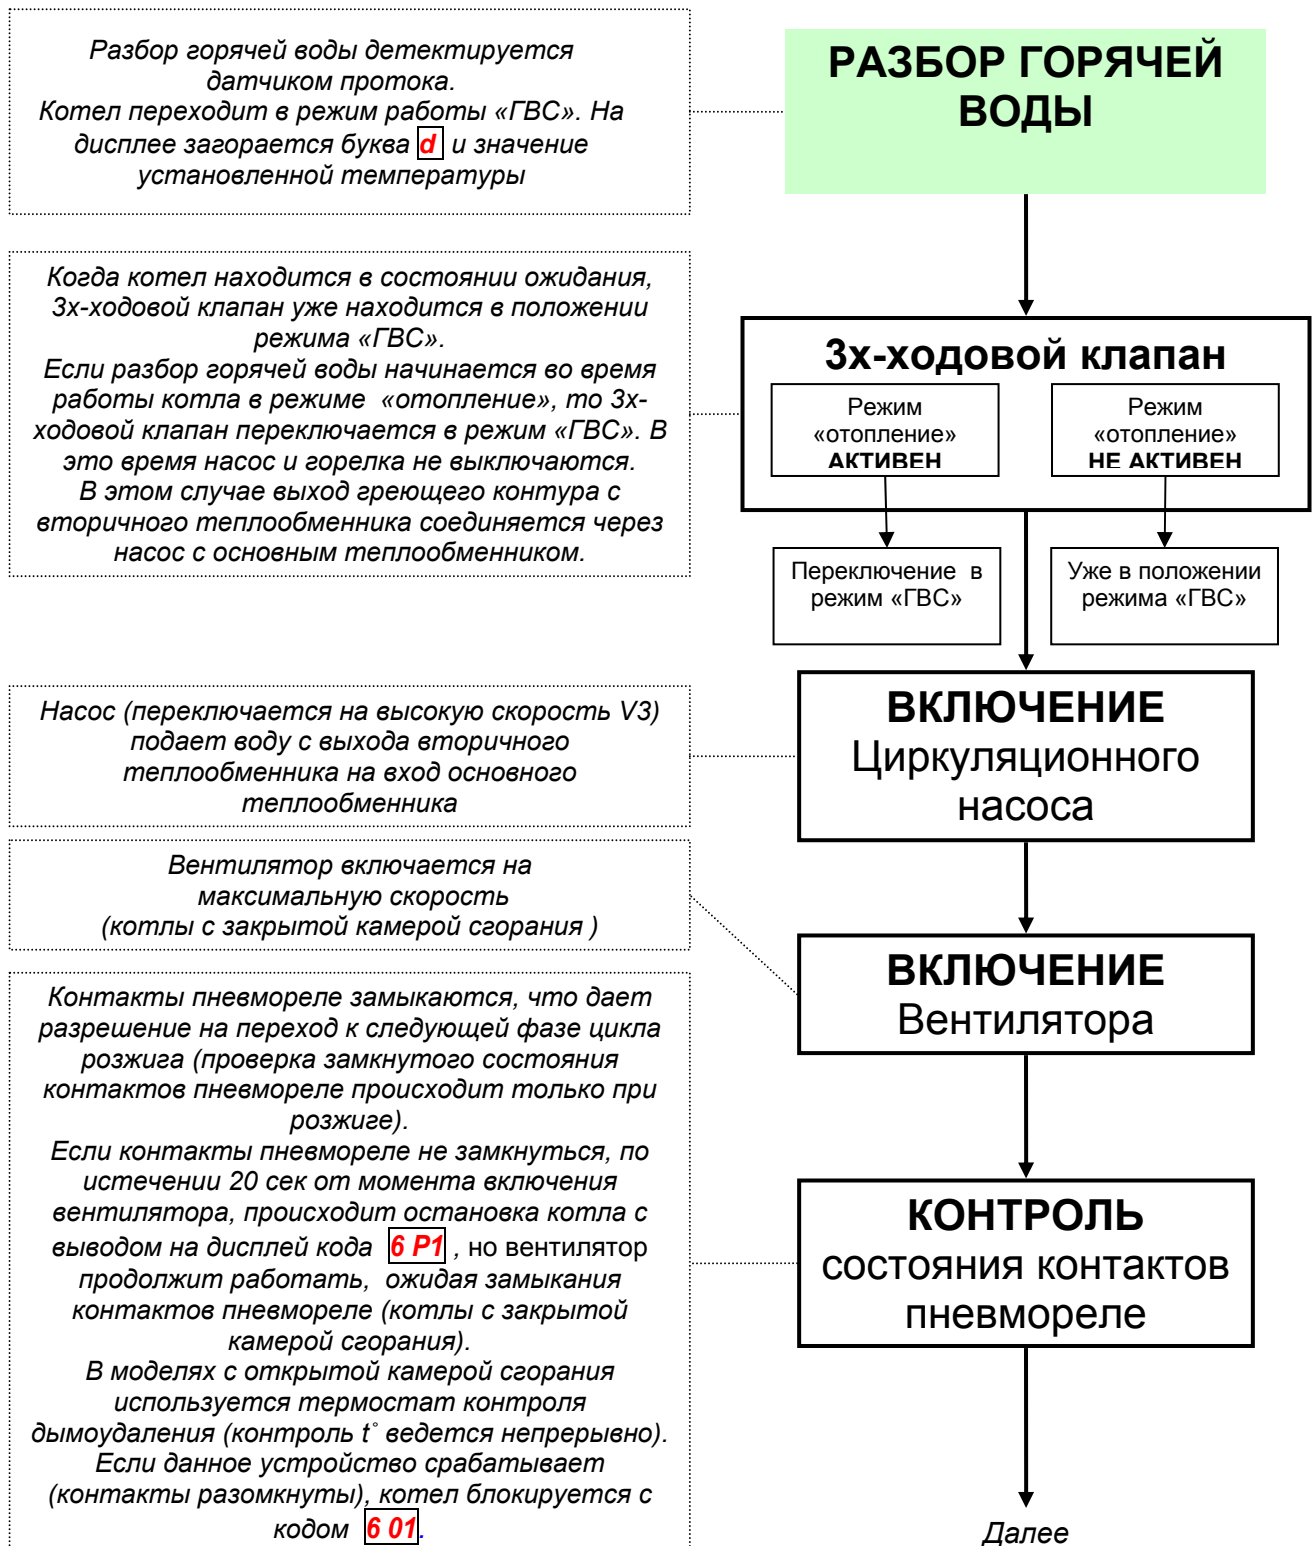 Разбор горячей воды детектируется
датчиком протока.
Котел переходит в режим работы «ГВС». На
дисплее загорается буква d и значение
установленной температуры
РАЗБОР ГОРЯЧЕЙ
ВОДЫ
Когда котел находится в состоянии ожидания,
3х-ходовой клапан уже находится в положении
режима «ГВС».
Если разбор горячей воды начинается во время
работы котла в режиме «отопление», то 3х-
ходовой клапан переключается в режим «ГВС». В
это время насос и горелка не выключаются.
В этом случае выход греющего контура с
вторичного теплообменника соединяется через
насос с основным теплообменником.
3х-ходовой клапан
Режим
«отопление»
АКТИВЕН
Режим
«отопление»
НЕ АКТИВЕН
Переключение в
режим «ГВС»
Уже в положении
режима «ГВС»
Насос (переключается на высокую скорость V3)
подает воду с выхода вторичного
теплообменника на вход основного
теплообменника
ВКЛЮЧЕНИЕ
Циркуляционного
насоса
Вентилятор включается на
максимальную скорость
(котлы с закрытой камерой сгорания )
ВКЛЮЧЕНИЕ
Вентилятора
Контакты пневмореле замыкаются, что дает
разрешение на переход к следующей фазе цикла
розжига (проверка замкнутого состояния
контактов пневмореле происходит только при
розжиге).
Если контакты пневмореле не замкнуться, по
истечении 20 сек от момента включения
вентилятора, происходит остановка котла с
выводом на дисплей кода 6 P1 , но вентилятор
продолжит работать, ожидая замыкания
контактов пневмореле (котлы с закрытой
камерой сгорания).
В моделях с открытой камерой сгорания
используется термостат контроля
дымоудаления (контроль t° ведется непрерывно).
Если данное устройство срабатывает
(контакты разомкнуты), котел блокируется с
кодом 6 01.
КОНТРОЛЬ
состояния контактов
пневмореле
Далее